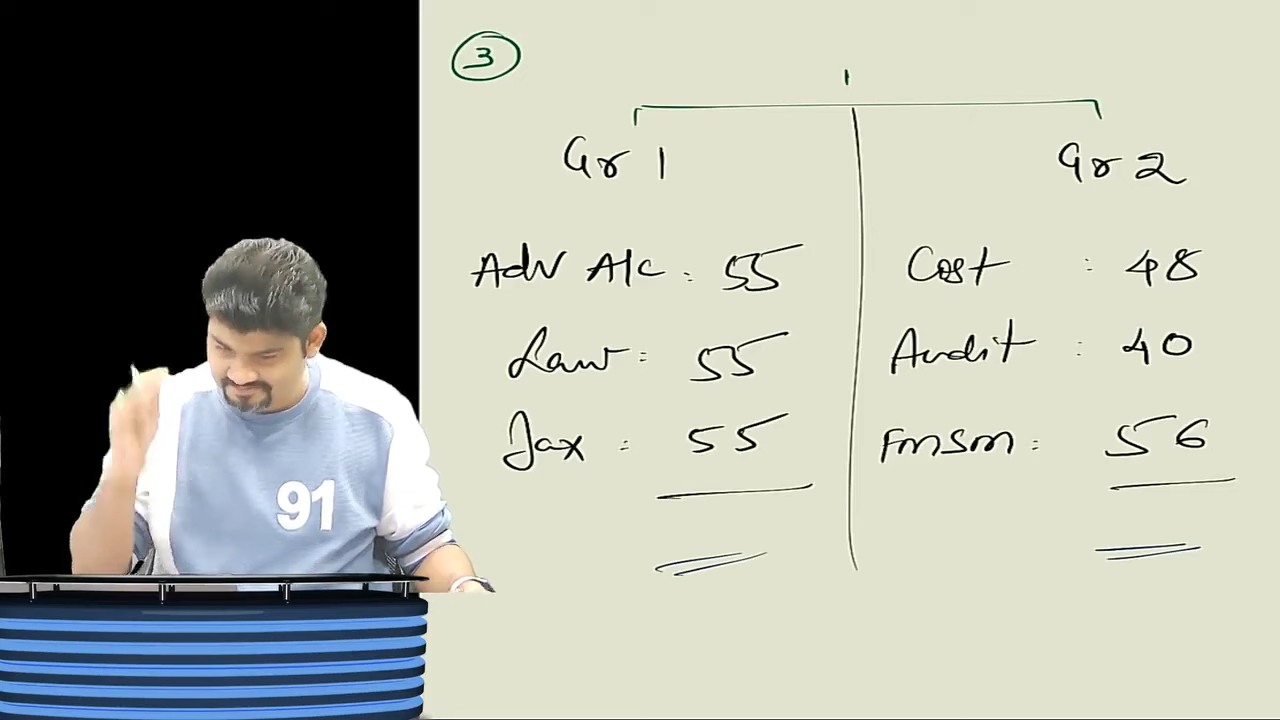 3
Gr 1
Adv A/c : 55
Law : 55
Tax : 55
Gr 2
Cost : 48
Audit : 40
FmSm : 56
91